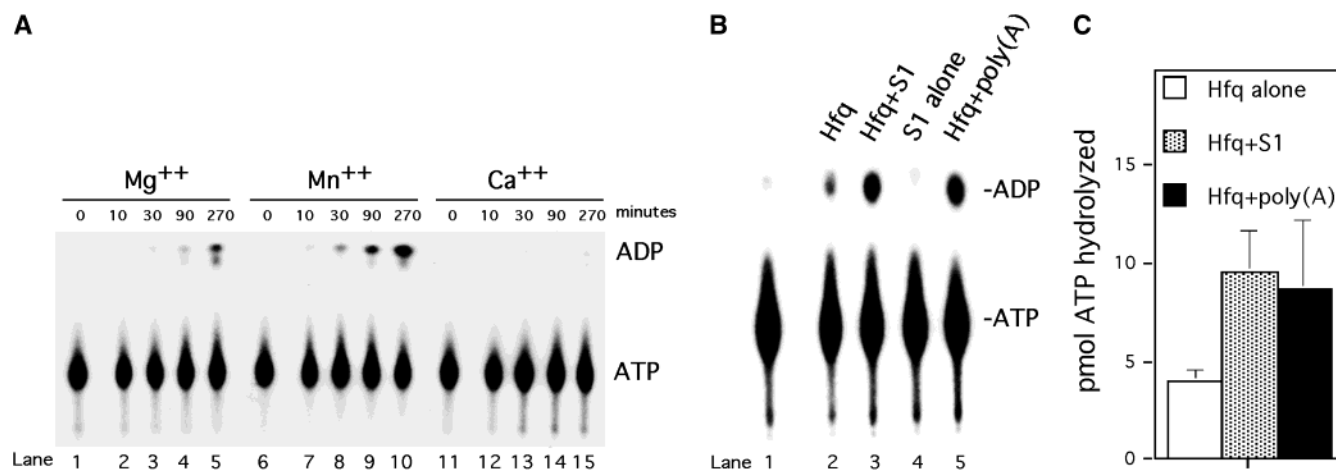 A
Mg++ Mn++ Ca++
0 10 30 90 270 0 10 30 90 270 0 10 30 90 270 minutes
ADP
ATP
Lane 1 2 3 4 5 6 7 8 9 10 11 12 13 14 15
B
Hfq
Hfq+S1
S1 alone
Hfq+poly(A)
-ADP
-ATP
Lane 1 2 3 4 5
C
Hfq alone
Hfq+S1
Hfq+poly(A)
pmol ATP hydrolyzed
15
10
5
0